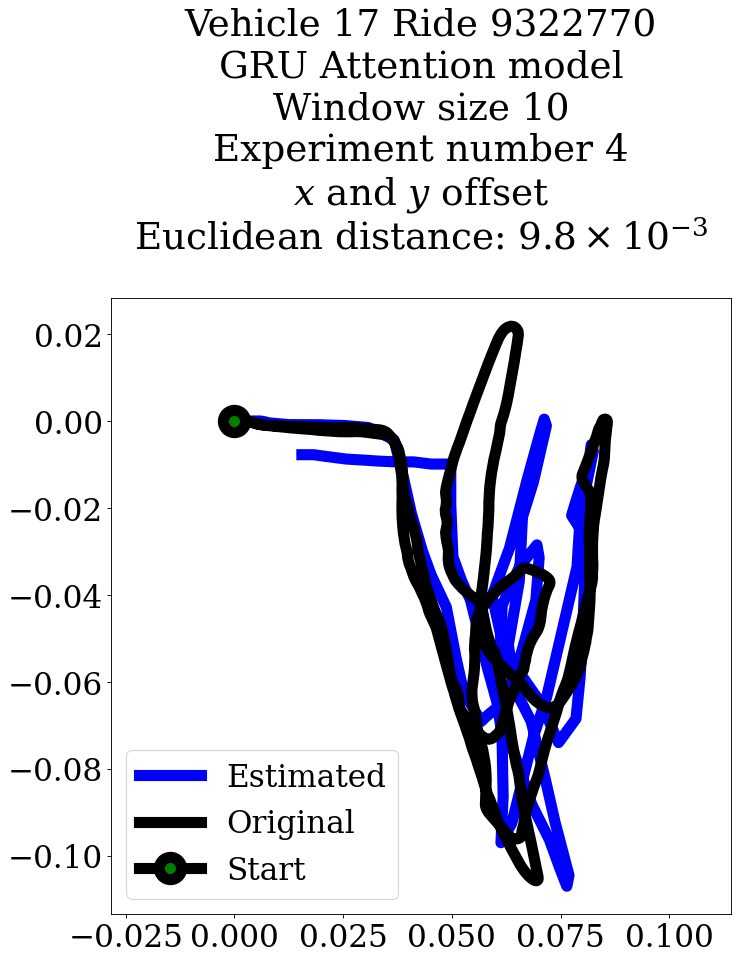 Vehicle 17 Ride 9322770
GRU Attention model
Window size 10
Experiment number 4
x and y offset
Euclidean distance: 9.8 × 10⁻³
0.02
0.00
−0.02
−0.04
−0.06
−0.08
−0.10
Estimated
Original
Start
−0.025 0.000 0.025 0.050 0.075 0.100